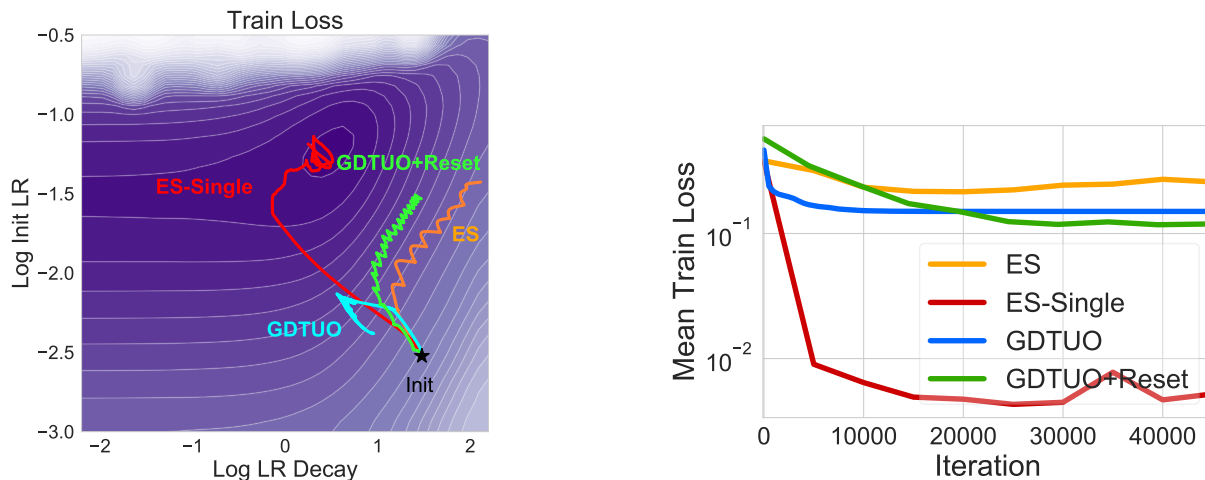 Train Loss
−0.5
−1.0
−1.5
−2.0
−2.5
−3.0
Log Init LR
ES-Single
GDTUO+Reset
ES
GDTUO
Init
−2
−1
0
1
2
Log LR Decay
Mean Train Loss
10−1
10−2
ES
ES-Single
GDTUO
GDTUO+Reset
0
10000
20000
30000
40000
Iteration